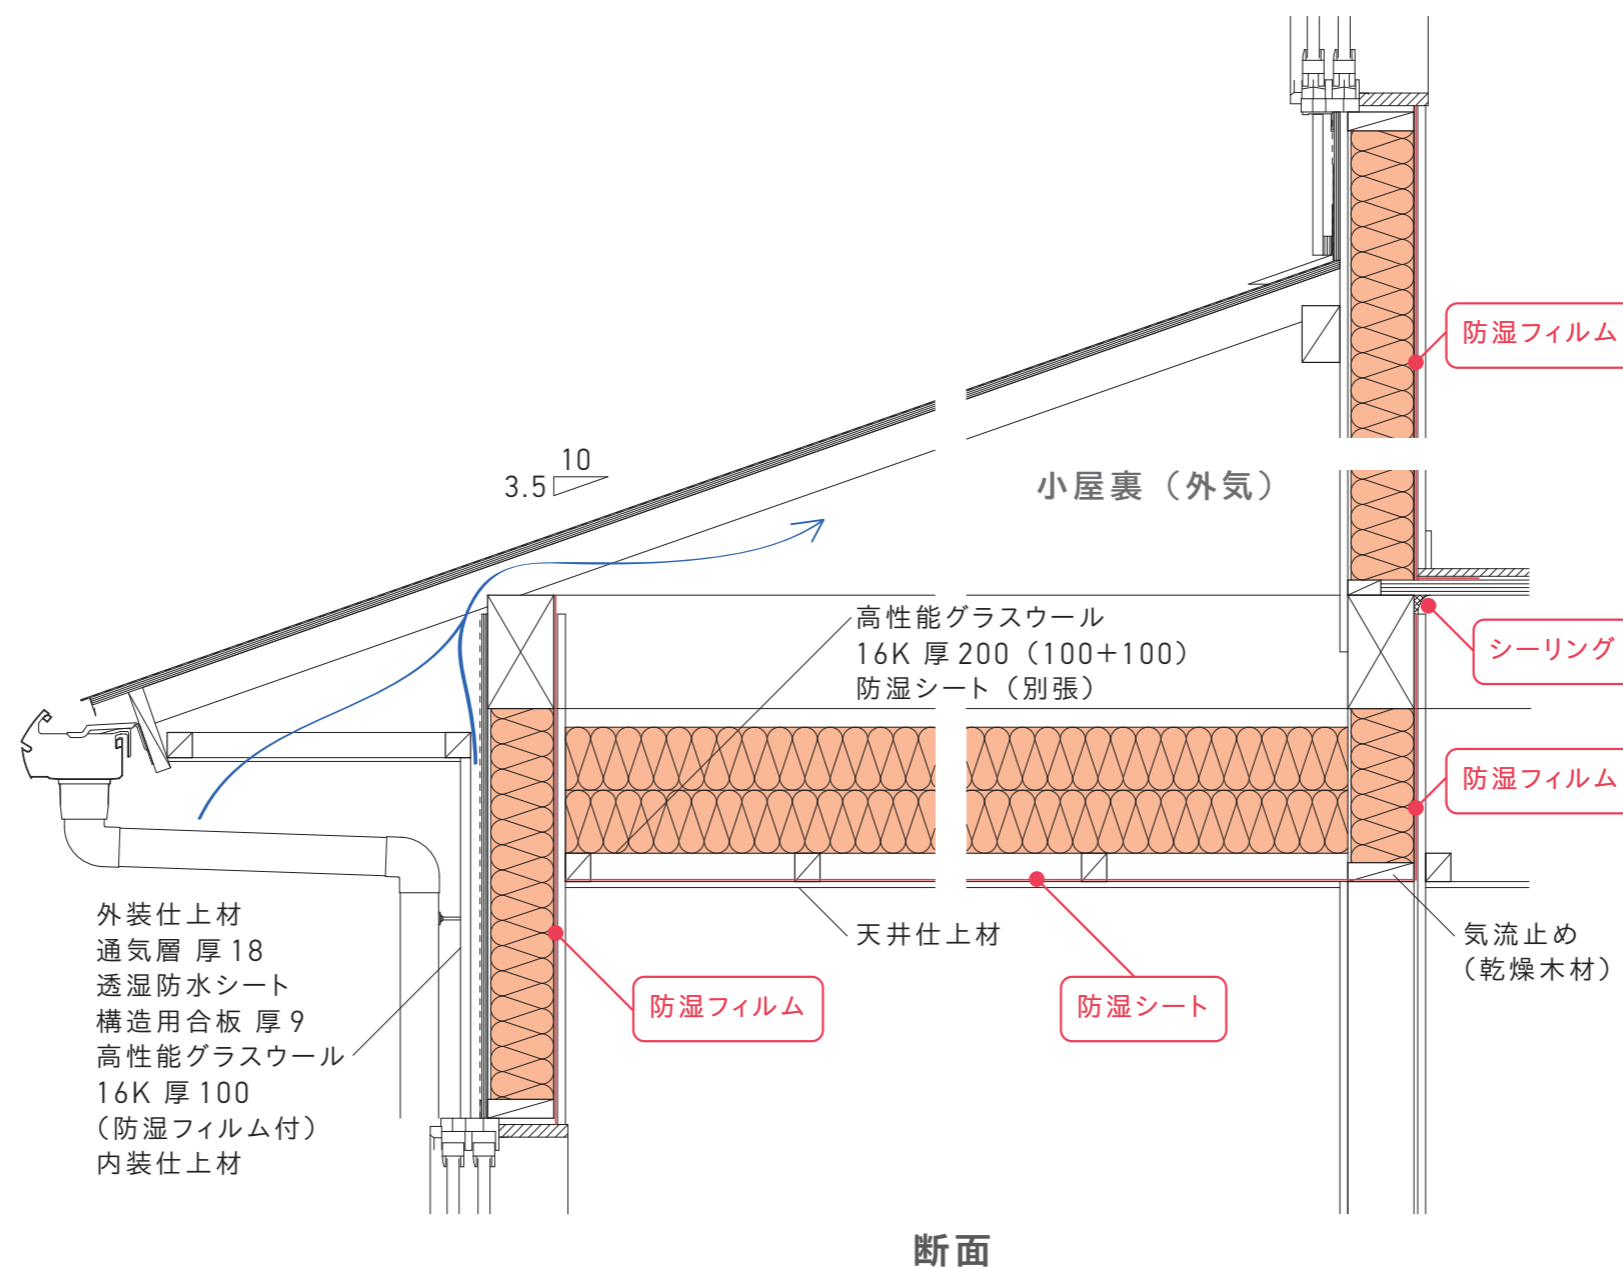 防湿フィルム
10
3.5
小屋裏（外気）
高性能グラスウール
16K 厚200（100+100）
防湿シート（別張）
シーリング
防湿フィルム
外装仕上材
通気層 厚18
透湿防水シート
構造用合板 厚9
高性能グラスウール
16K 厚100
（防湿フィルム付）
内装仕上材
天井仕上材
気流止め
（乾燥木材）
防湿フィルム
防湿シート
断面